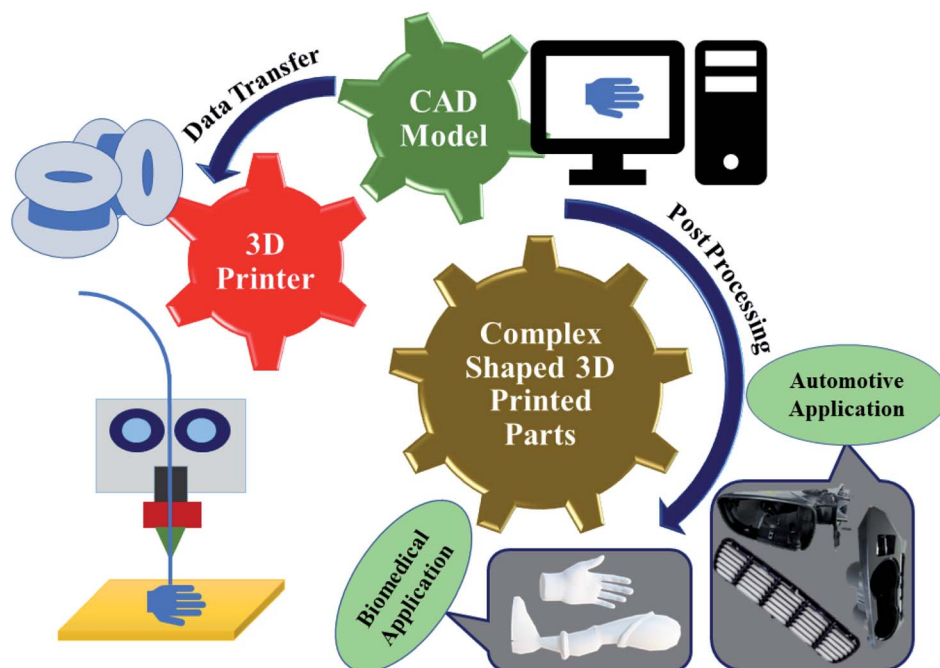 Data Transfer
CAD
Model
3D
Printer
Post Processing
Complex
Shaped 3D
Printed
Parts
Automotive
Application
Biomedical
Application